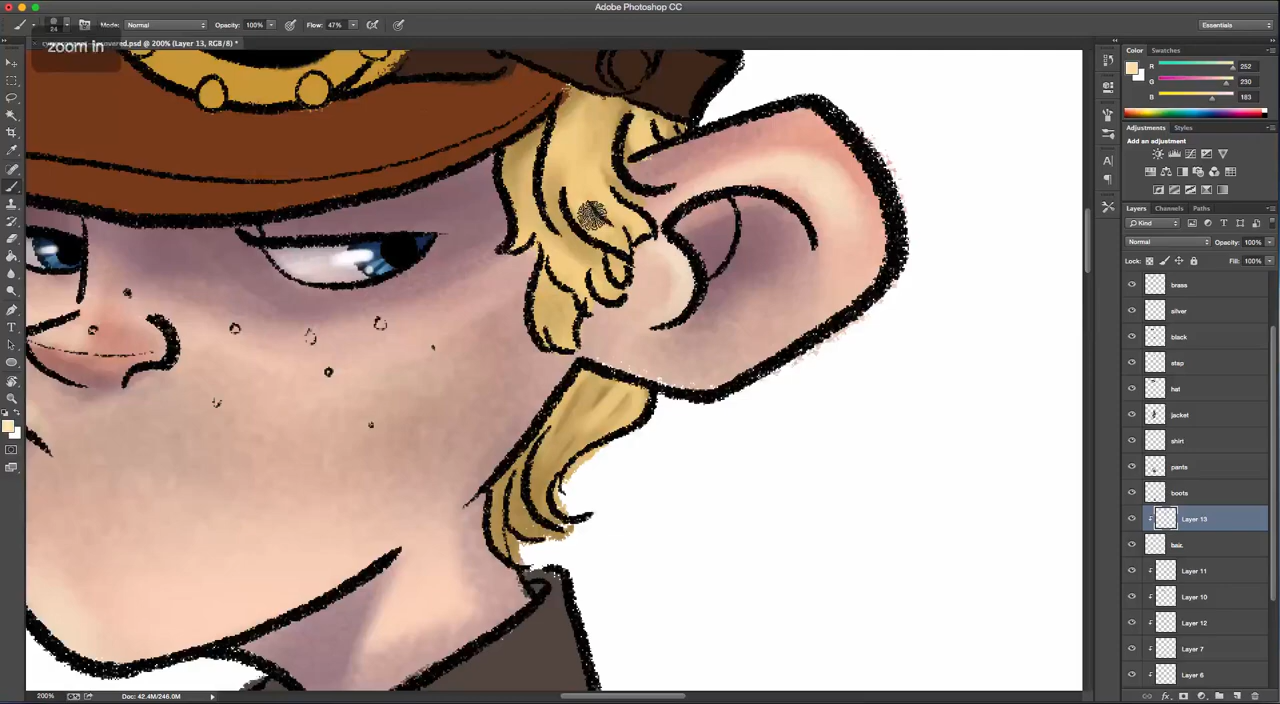 Adobe Photoshop CC
24
Mode: Normal
Opacity: 100%
Flow: 47%
Essentials
zoom in
vered.psd @ 200% (Layer 13, RGB/8) *
Color Swatches
R 252
G 230
B 183
Adjustments Styles
Add an adjustment
Layers Channels Paths
Kind
Normal Opacity: 100%
Lock: Fill: 100%
brass
silver
black
stap
hat
jacket
shirt
pants
boots
Layer 13
hair.
Layer 11
Layer 10
Layer 12
Layer 7
Layer 6
200% Doc: 42.4M/246.0M